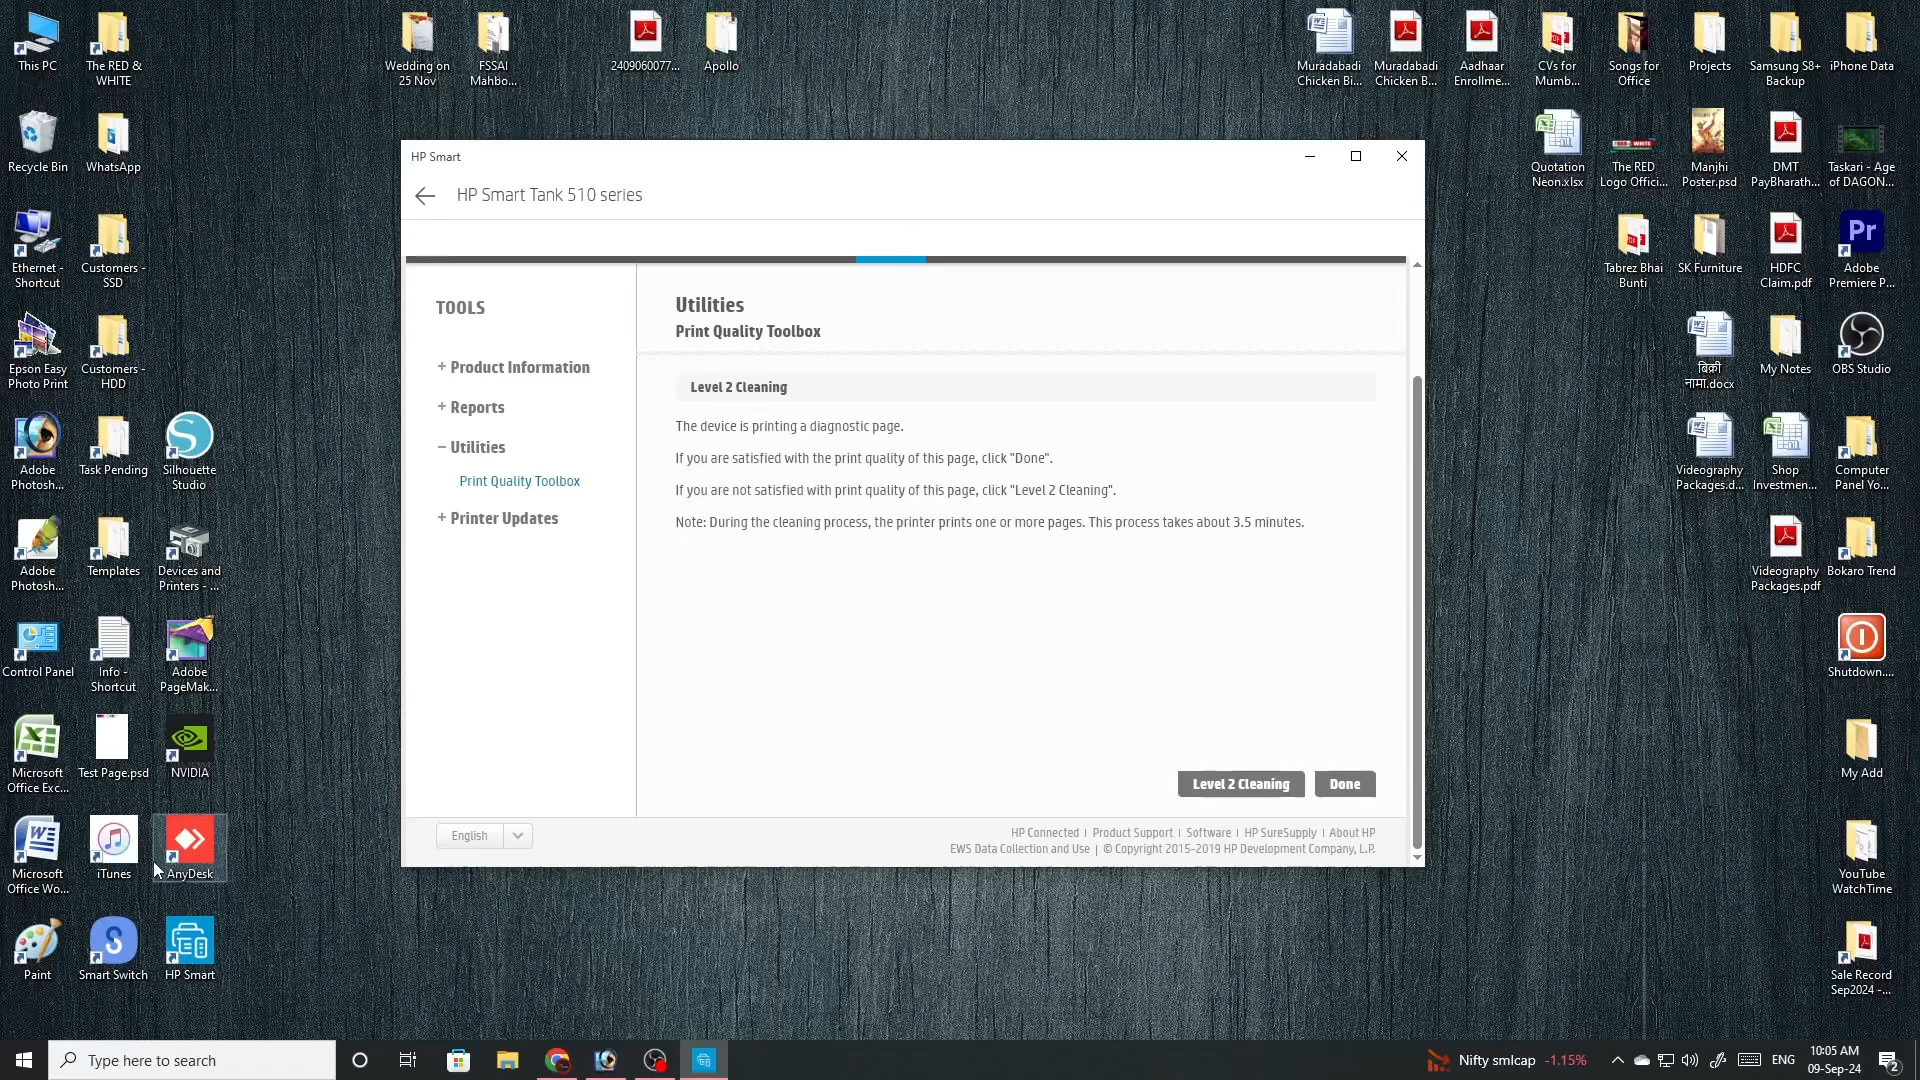 This PC
The RED &
WHITE
Wedding on
25 Nov
FSSAI
Mahbo...
2409060077...
Apollo
Muradabadi
Chicken Bi...
Muradabadi
Chicken B...
Aadhaar
Enrollme...
CVs for
Mumb...
Songs for
Office
Projects
Samsung S8+
Backup
iPhone Data
Recycle Bin
WhatsApp
Quotation
Neon.xlsx
The RED
Logo Offici...
Manjhi
Poster.psd
DMT
PayBharath...
Taskari - Age
of DAGON...
Ethernet -
Shortcut
Customers -
SSD
Tabrez Bhai
Bunti
SK Furniture
HDFC
Claim.pdf
Pr
Adobe
Premiere P...
Epson Easy
Photo Print
Customers -
HDD
बिक्री
नामा.docx
My Notes
OBS Studio
Adobe
Photosh...
Task Pending
Silhouette
Studio
Videography
Packages.d...
Shop
Investmen...
Computer
Panel Yo...
Adobe
Photosh...
Templates
Devices and
Printers - ...
Videography
Packages.pdf
Bokaro Trend
Control Panel
Info -
Shortcut
Adobe
PageMak...
Shutdown....
Microsoft
Office Exc...
Test Page.psd
NVIDIA
My Add
Microsoft
Office Wo...
iTunes
AnyDesk
YouTube
WatchTime
Paint
Smart Switch
HP Smart
Sale Record
Sep2024 -...
HP Smart
HP Smart Tank 510 series
TOOLS
+ Product Information
+ Reports
− Utilities
Print Quality Toolbox
+ Printer Updates
Utilities
Print Quality Toolbox
Level 2 Cleaning
The device is printing a diagnostic page.
If you are satisfied with the print quality of this page, click "Done".
If you are not satisfied with print quality of this page, click "Level 2 Cleaning".
Note: During the cleaning process, the printer prints one or more pages. This process takes about 3.5 minutes.
Level 2 Cleaning
Done
English
HP Connected | Product Support | Software | HP SureSupply | About HP
EWS Data Collection and Use | © Copyright 2015-2019 HP Development Company, L.P.
Type here to search
Nifty smlcap -1.15%
ENG
10:05 AM
09-Sep-24
2